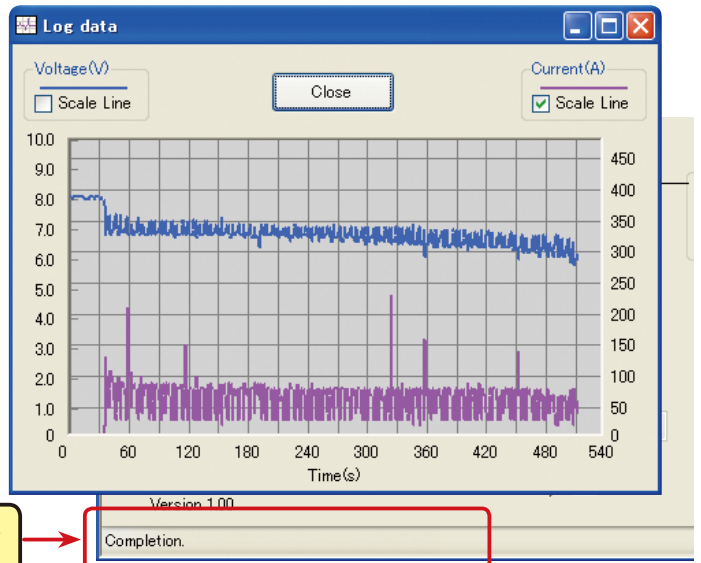 Log data
Voltage(V)
Scale Line
Close
Current(A)
Scale Line
10.0
9.0
8.0
7.0
6.0
5.0
4.0
3.0
2.0
1.0
0
450
400
350
300
250
200
150
100
50
0
0 60 120 180 240 300 360 420 480 540
Time(s)
Version 1.00
Completion.